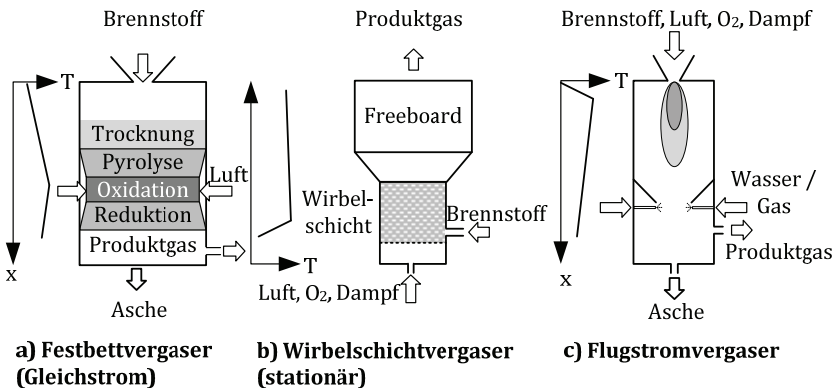 Brennstoff
T
Trocknung
Pyrolyse
Luft
Oxidation
Reduktion
Produktgas
x
Asche
a) Festbettvergaser
(Gleichstrom)
Produktgas
Freeboard
Wirbel-
schicht
Brennstoff
T
Luft, O2, Dampf
b) Wirbelschichtvergaser
(stationär)
Brennstoff, Luft, O2, Dampf
T
Wasser /
Gas
Produktgas
x
Asche
c) Flugstromvergaser